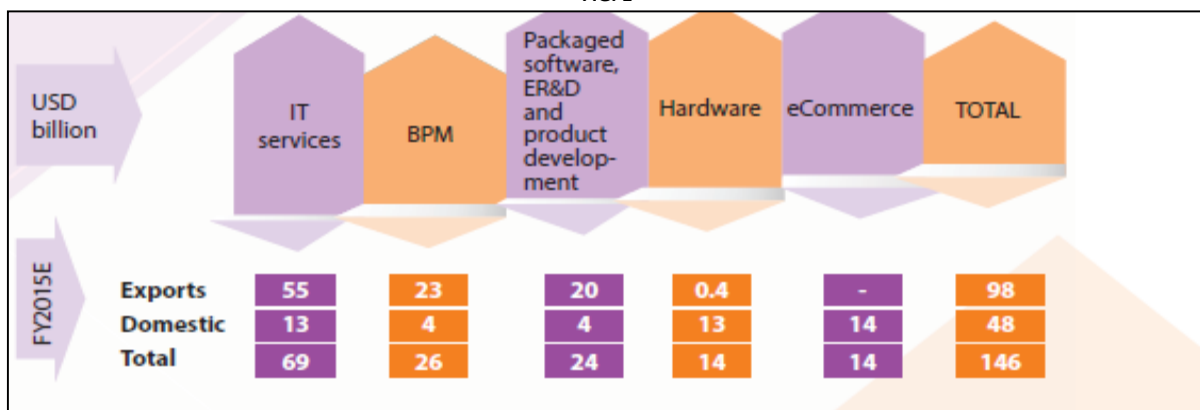 USD
billion
IT
services
BPM
Packaged
software,
ER&D
and
product
develop-
ment
Hardware
eCommerce
TOTAL
FY2015E
Exports 55 23 20 0.4 - 98
Domestic 13 4 4 13 14 48
Total 69 26 24 14 14 146